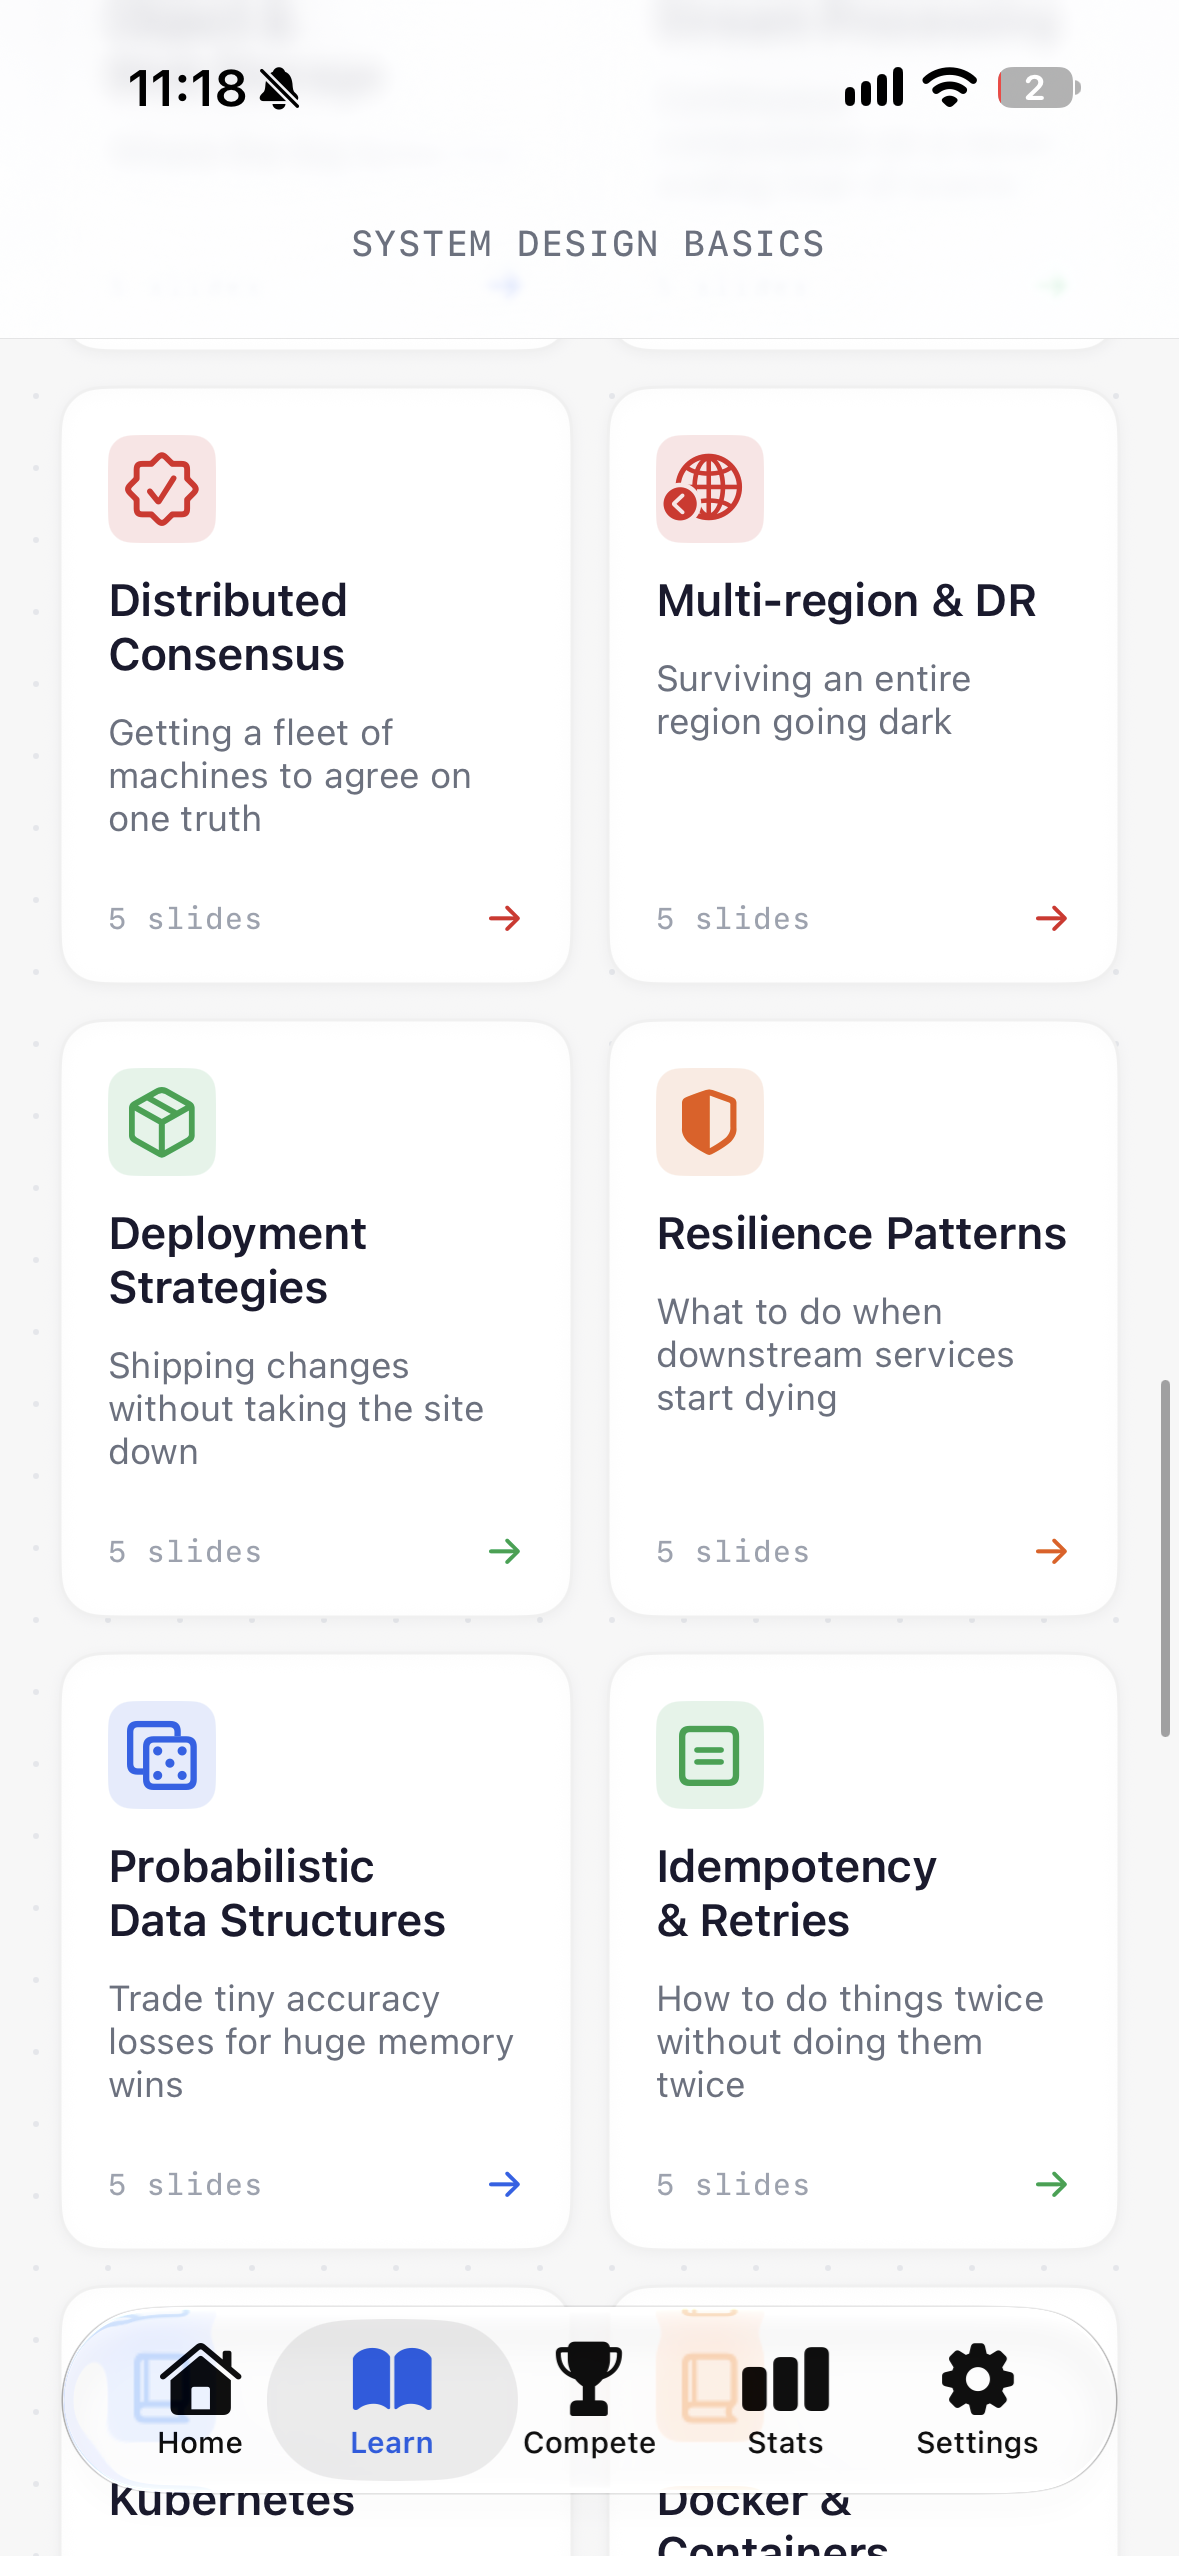 11:18
2
SYSTEM DESIGN BASICS
Distributed
Consensus
Getting a fleet of
machines to agree on
one truth
5 slides
Multi-region & DR
Surviving an entire
region going dark
5 slides
Deployment
Strategies
Shipping changes
without taking the site
down
5 slides
Resilience Patterns
What to do when
downstream services
start dying
5 slides
Probabilistic
Data Structures
Trade tiny accuracy
losses for huge memory
wins
5 slides
Idempotency
& Retries
How to do things twice
without doing them
twice
5 slides
Kubernetes
Docker &
Containers
Home
Learn
Compete
Stats
Settings